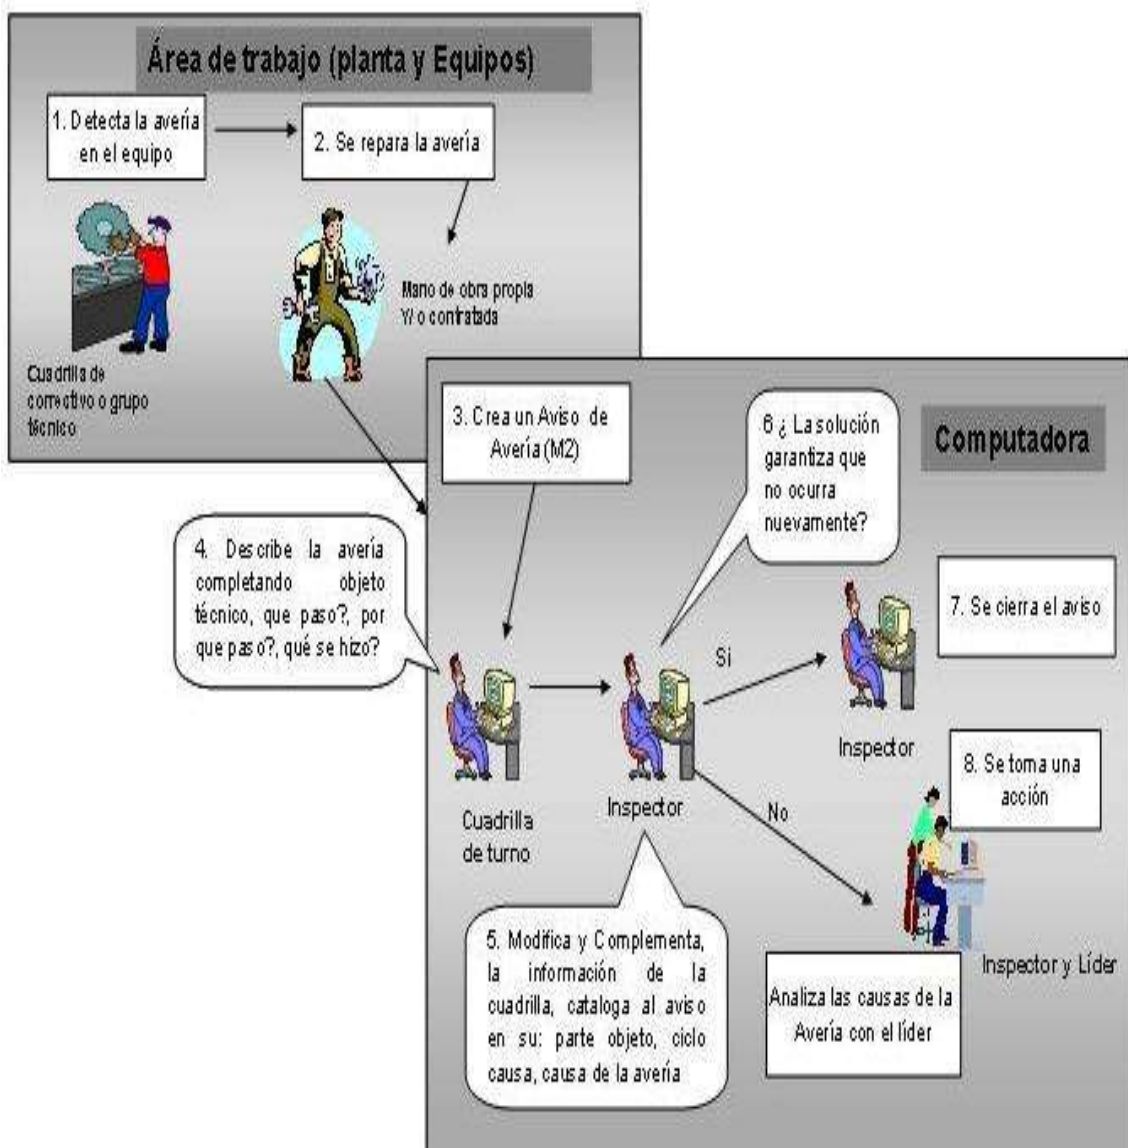 Área de trabajo (planta y Equipos)
1. Detecta la avería
en el equipo
2. Se repara la avería
Mano de obra propia
Y/o contratada
Cuadrilla de
correctivo o grupo
técnico
3. Crea un Aviso de
Avería (M2)
6 ¿ La solución
garantiza que
no ocurra
nuevamente?
Computadora
4. Describe la avería
completando objeto
técnico, que paso?, por
que paso?, qué se hizo?
7. Se cierra el aviso
Si
Inspector
8. Se toma una
acción
Cuadrilla
de turno
Inspector
No
5. Modifica y Complementa,
la información de la
cuadrilla, cataloga al aviso
en su: parte objeto, ciclo
causa, causa de la avería
Inspector y Líder
Analiza las causas de la
Avería con el líder